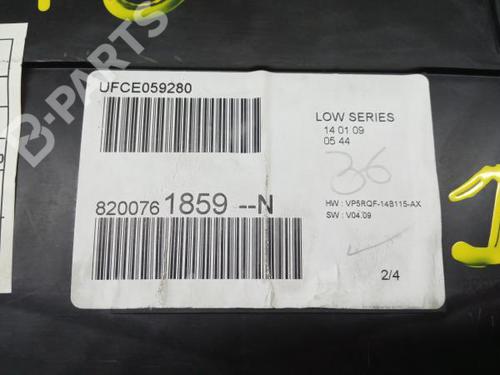 B-PARTS
UFCE059280
LOW SERIES
14 01 09
05 44
36
8200761859 --N
HW : VP5RQF-14B115-AX
SW : V04.09
2/4